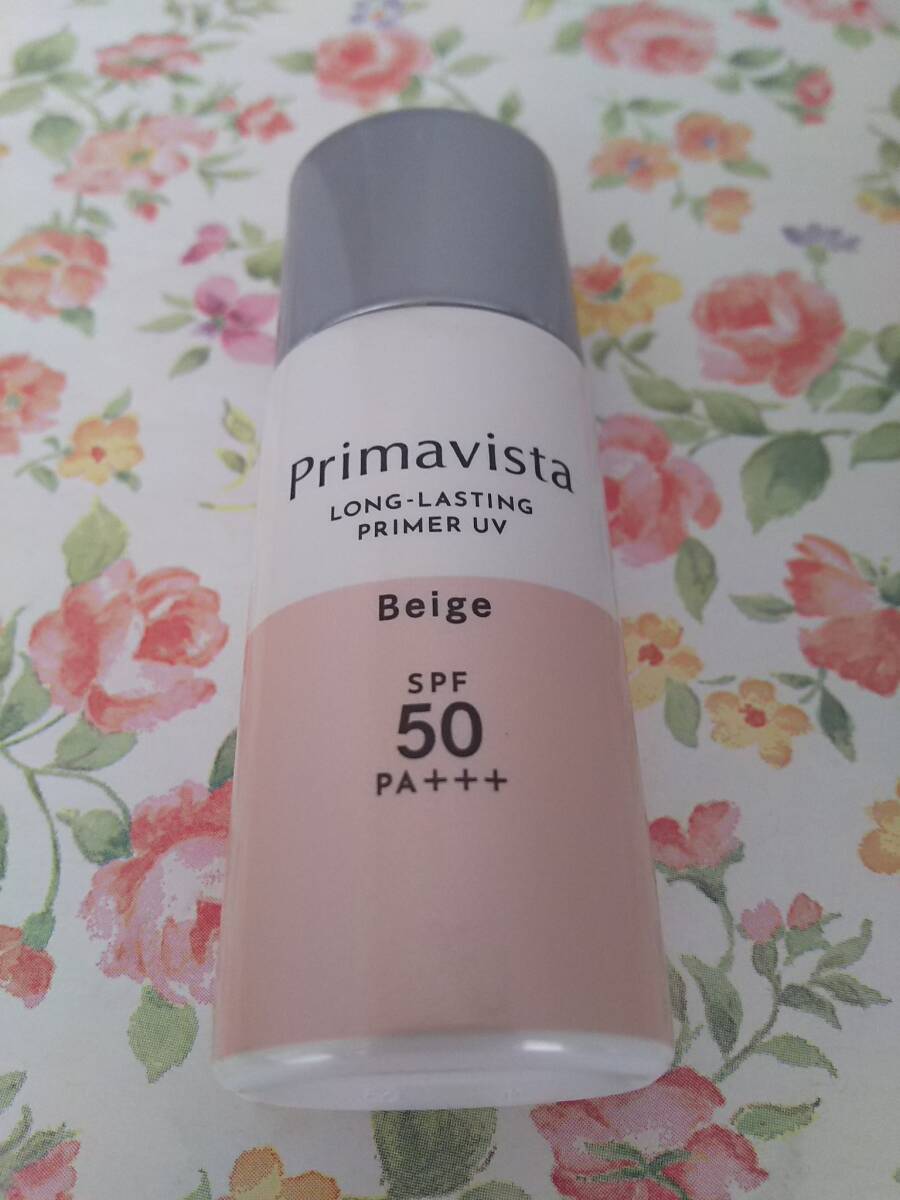 Primavista
LONG-LASTING
PRIMER UV
Beige
SPF
50
PA+++